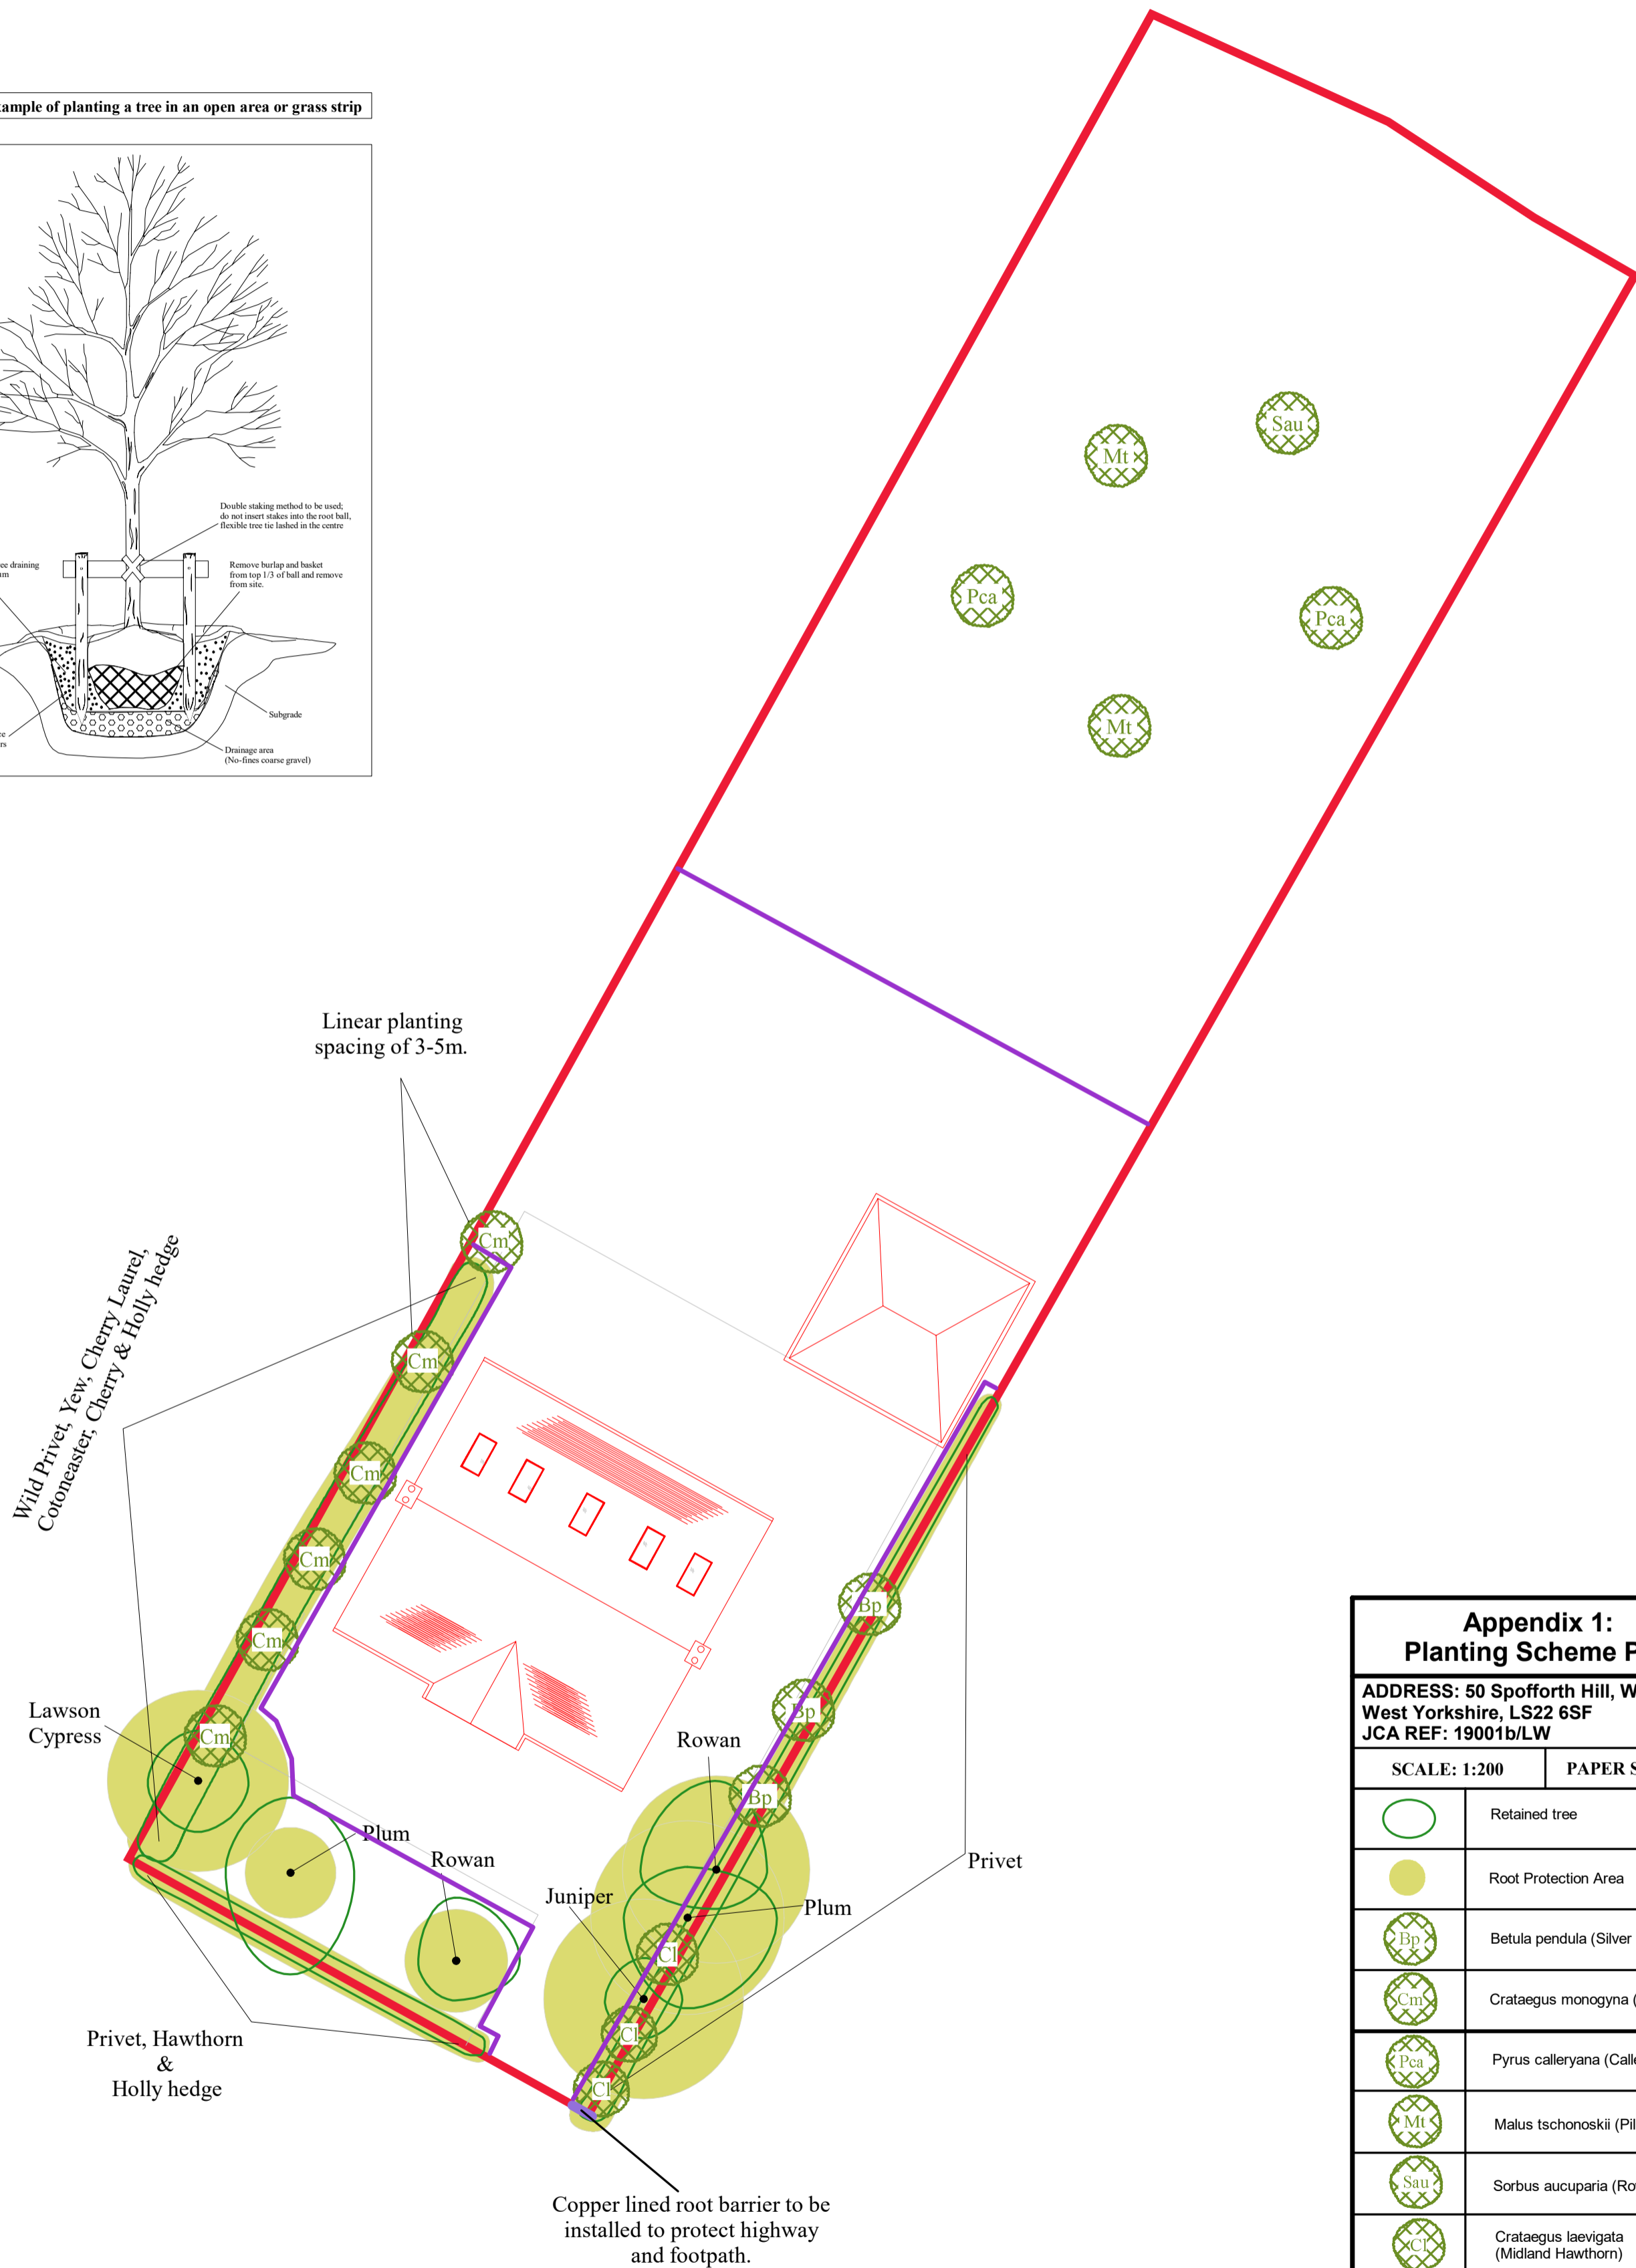 ample of planting a tree in an open area or grass strip
Double staking method to be used;
do not insert stakes into the root ball,
flexible tree tie lashed in the centre
ee draining
Remove burlap and basket
from top 1/3 of ball and remove
from site.
Subgrade
Drainage area
(No-fines coarse gravel)
Sau
Mt
Pca
Pca
Mt
Linear planting
spacing of 3-5m.
Wild Privet, Yew, Cherry Laurel,
Cotoneaster, Cherry & Holly hedge
Cm
Cm
Cm
Cm
Cm
Cm
Bp
Bp
Bp
Lawson
Cypress
Rowan
Plum
Rowan
Juniper
Plum
Privet
Cl
Cl
Cl
Privet, Hawthorn
&
Holly hedge
Copper lined root barrier to be
installed to protect highway
and footpath.
Appendix 1:
Planting Scheme P
ADDRESS: 50 Spofforth Hill, W
West Yorkshire, LS22 6SF
JCA REF: 19001b/LW
SCALE: 1:200 PAPER S
Retained tree
Root Protection Area
Bp Betula pendula (Silver
Cm Crataegus monogyna (
Pca Pyrus calleryana (Calle
Mt Malus tschonoskii (Pil
Sau Sorbus aucuparia (Ro
Cl Crataegus laevigata
(Midland Hawthorn)